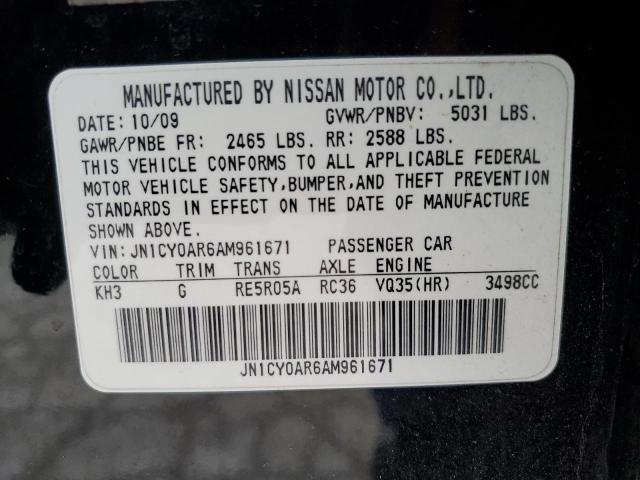 MANUFACTURED BY NISSAN MOTOR CO.,LTD.
DATE: 10/09 GVWR/PNBV: 5031 LBS.
GAWR/PNBE FR: 2465 LBS. RR: 2588 LBS.
THIS VEHICLE CONFORMS TO ALL APPLICABLE FEDERAL
MOTOR VEHICLE SAFETY,BUMPER,AND THEFT PREVENTION
STANDARDS IN EFFECT ON THE DATE OF MANUFACTURE
SHOWN ABOVE.
VIN: JN1CY0AR6AM961671 PASSENGER CAR
COLOR TRIM TRANS AXLE ENGINE
KH3 G RE5R05A RC36 VQ35(HR) 3498CC
JN1CY0AR6AM961671